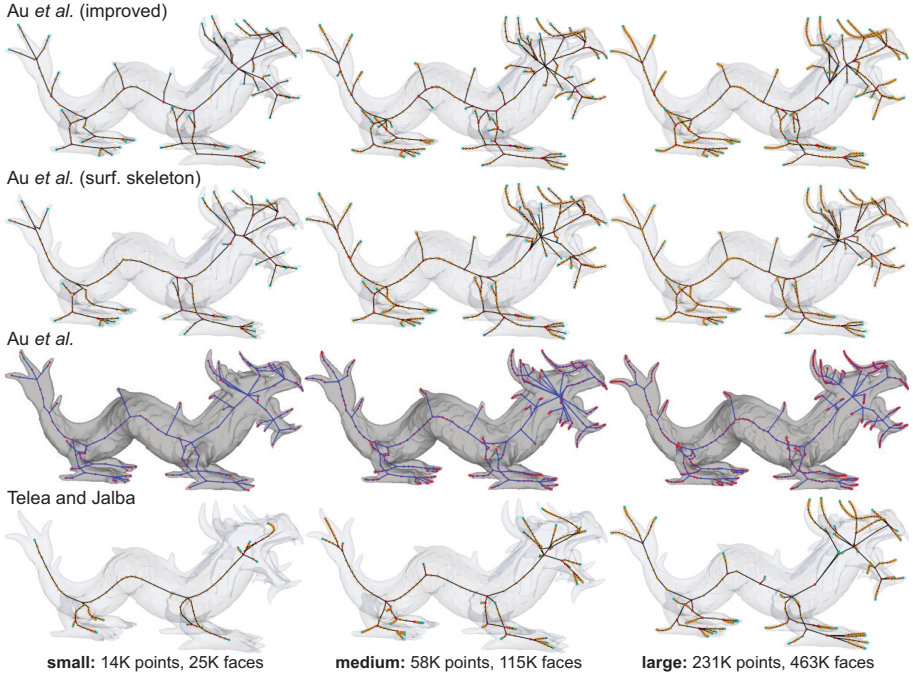 Au et al. (improved)
Au et al. (surf. skeleton)
Au et al.
Telea and Jalba
small: 14K points, 25K faces
medium: 58K points, 115K faces
large: 231K points, 463K faces